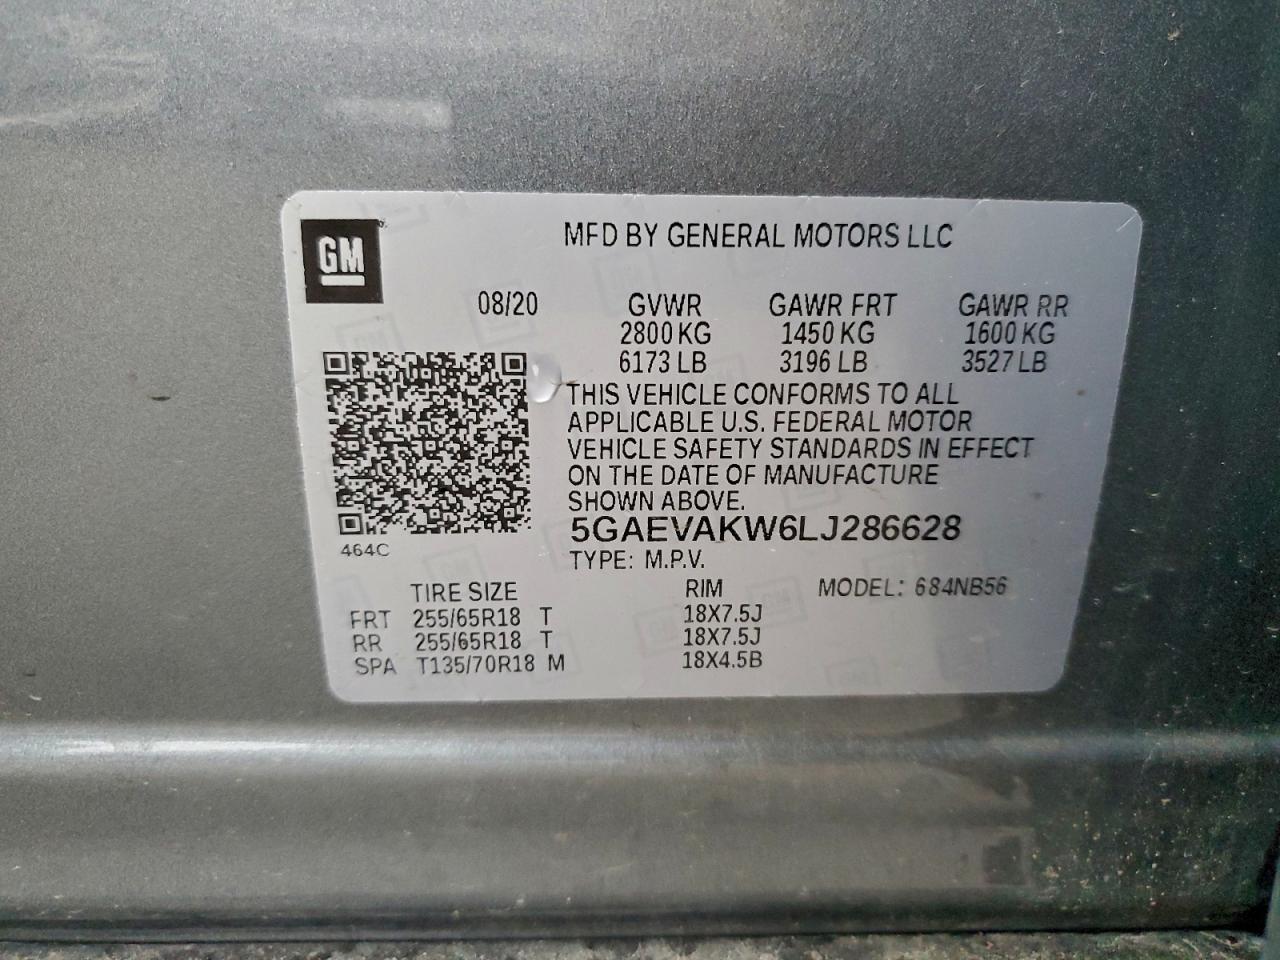 GM
MFD BY GENERAL MOTORS LLC
08/20 GVWR GAWR FRT GAWR RR
2800 KG 1450 KG 1600 KG
6173 LB 3196 LB 3527 LB
THIS VEHICLE CONFORMS TO ALL
APPLICABLE U.S. FEDERAL MOTOR
VEHICLE SAFETY STANDARDS IN EFFECT
ON THE DATE OF MANUFACTURE
SHOWN ABOVE.
5GAEVAKW6LJ286628
464C
TYPE: M.P.V.
TIRE SIZE RIM MODEL: 684NB56
FRT 255/65R18 T 18X7.5J
RR 255/65R18 T 18X7.5J
SPA T135/70R18 M 18X4.5B